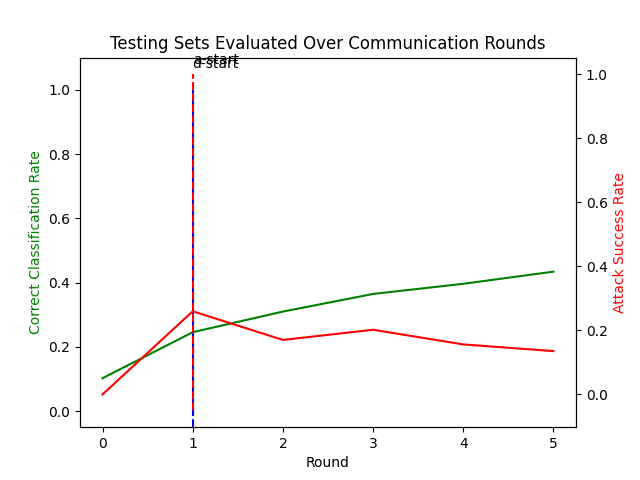 Testing Sets Evaluated Over Communication Rounds
a-start
d-start
1.0
0.8
0.6
0.4
0.2
0.0
Correct Classification Rate
1.0
0.8
0.6
0.4
0.2
0.0
Attack Success Rate
0 1 2 3 4 5
Round